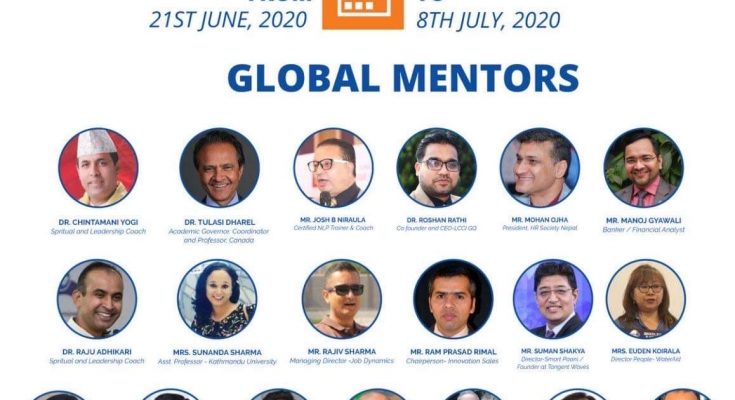 21ST JUNE, 2020
8TH JULY, 2020
GLOBAL MENTORS
DR. CHINTAMANI YOGI
Spritual and Leadership Coach
DR. TULASI DHAREL
Academic Governor, Coordinator
and Professor, Canada
MR. JOSH B NIRAULA
Certified NLP Trainer & Coach
DR. ROSHAN RATHI
Co founder and CEO-LCCI GQ
MR. MOHAN OJHA
President, HR Society Nepal
MR. MANOJ GYAWALI
Banker / Financial Analyst
DR. RAJU ADHIKARI
Spritual and Leadership Coach
MRS. SUNANDA SHARMA
Asst. Professor - Kathmandu University
MR. RAJIV SHARMA
Managing Director -Job Dynamics
MR. RAM PRASAD RIMAL
Chairperson- Innovation Sales
MR. SUMAN SHAKYA
Director-Smart Paani /
Founder at Tangent Waves
MRS. EUDEN KOIRALA
Director People- Waterfald